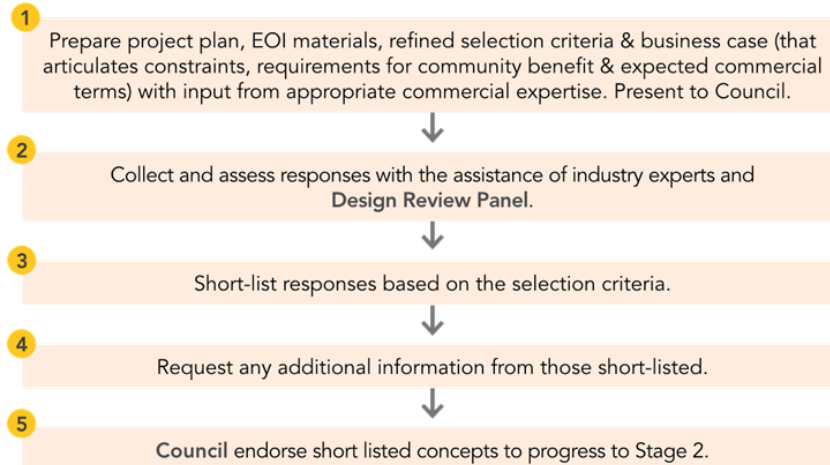 1
Prepare project plan, EOI materials, refined selection criteria & business case (that
articulates constraints, requirements for community benefit & expected commercial
terms) with input from appropriate commercial expertise. Present to Council.
2
Collect and assess responses with the assistance of industry experts and
Design Review Panel.
3
Short-list responses based on the selection criteria.
4
Request any additional information from those short-listed.
5
Council endorse short listed concepts to progress to Stage 2.